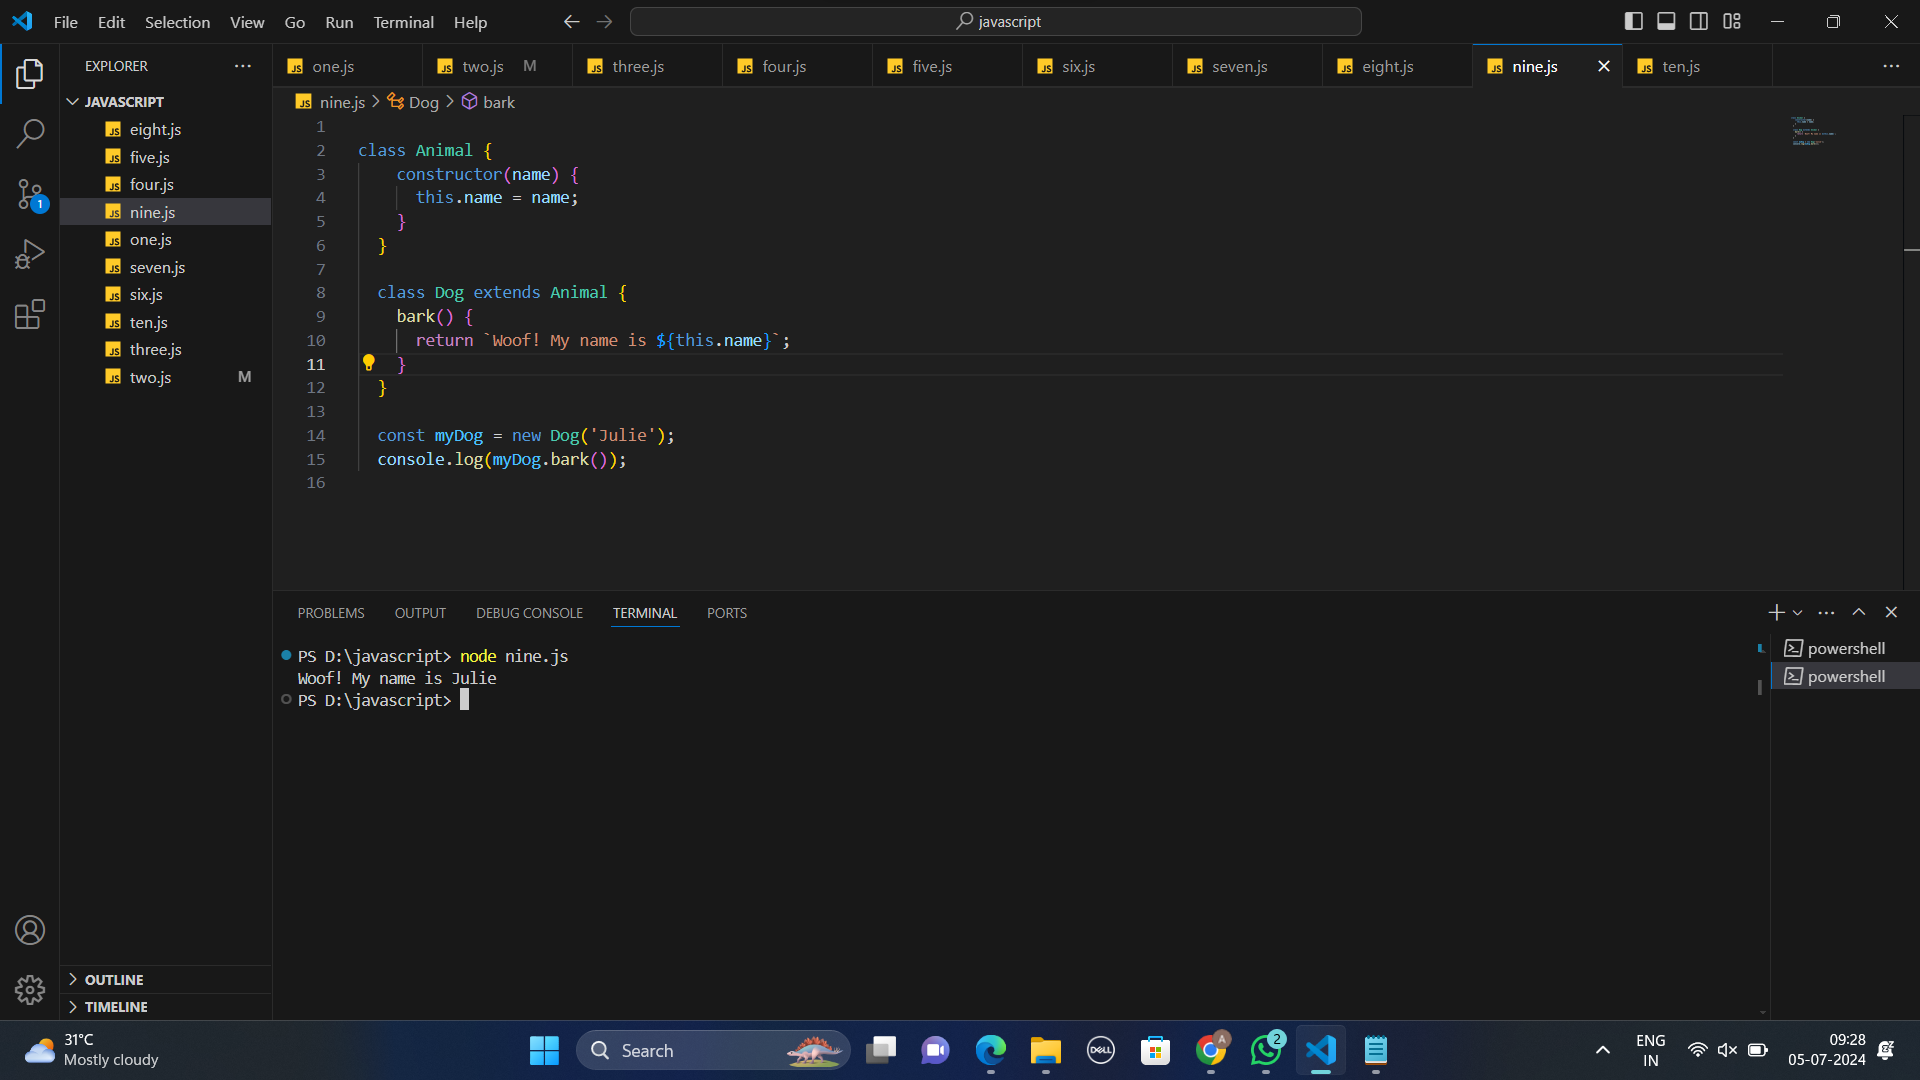 File Edit Selection View Go Run Terminal Help
javascript
EXPLORER
JAVASCRIPT
eight.js
five.js
four.js
nine.js
one.js
seven.js
six.js
ten.js
three.js
two.js M
OUTLINE
TIMELINE
one.js two.js M three.js four.js five.js six.js seven.js eight.js nine.js ten.js
nine.js > Dog > bark
1
2 class Animal {
3 constructor(name) {
4 this.name = name;
5 }
6 }
7
8 class Dog extends Animal {
9 bark() {
10 return `Woof! My name is ${this.name}`;
11 }
12 }
13
14 const myDog = new Dog('Julie');
15 console.log(myDog.bark());
16
PROBLEMS OUTPUT DEBUG CONSOLE TERMINAL PORTS
PS D:\javascript> node nine.js
Woof! My name is Julie
PS D:\javascript>
powershell
powershell
1
31°C
Mostly cloudy
Search
DELL
A
2
ENG
IN
09:28
05-07-2024